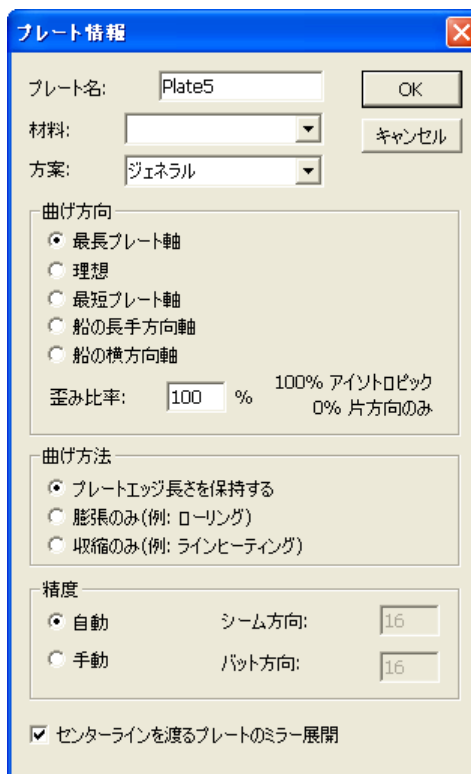 プレート情報
プレート名: Plate5 OK
材料: キャンセル
方案: ジェネラル
曲げ方向
最長プレート軸
理想
最短プレート軸
船の長手方向軸
船の横方向軸
歪み比率: 100 % 100% アイソトロピック
0% 片方向のみ
曲げ方法
プレートエッジ長さを保持する
膨張のみ(例: ローリング)
収縮のみ(例: ラインヒーティング)
精度
自動 シーム方向: 16
手動 バット方向: 16
センターラインを渡るプレートのミラー展開